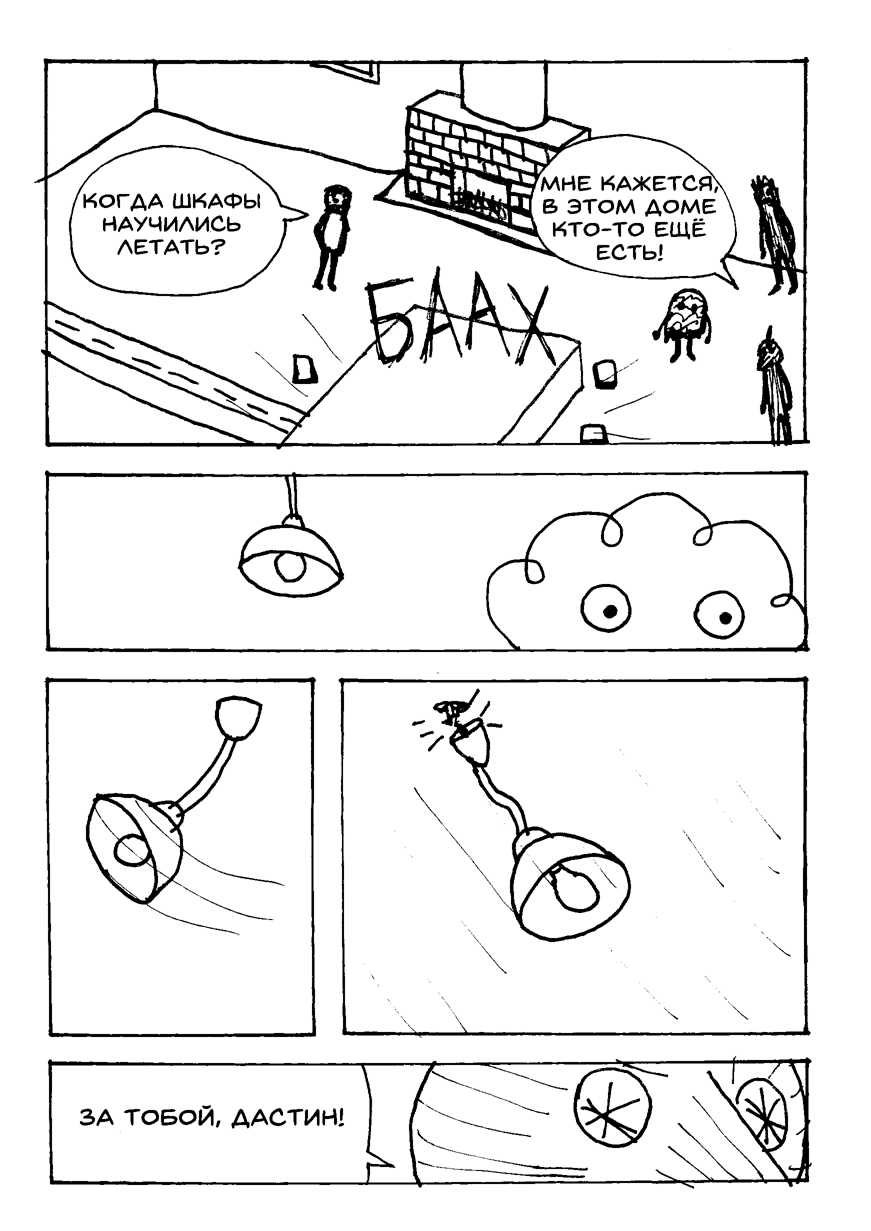 КОГДА ШКАФЫ
НАУЧИЛИСЬ
ЛЕТАТЬ?
МНЕ КАЖЕТСЯ,
В ЭТОМ ДОМЕ
КТО-ТО ЕЩЁ
ЕСТЬ!
БААХ
ЗА ТОБОЙ, ДАСТИН!